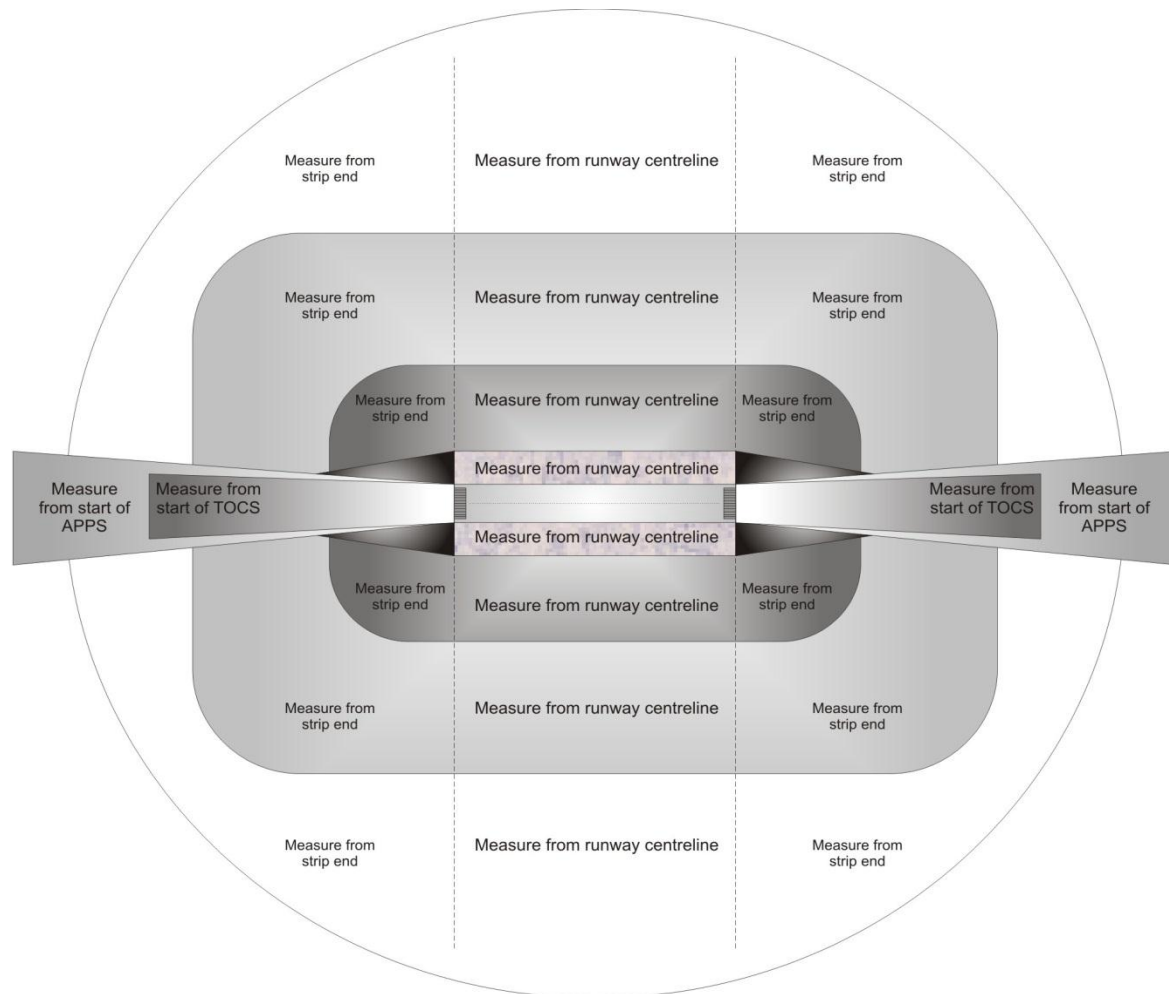 Measure from
strip end
Measure from runway centreline
Measure from
strip end
Measure from
strip end
Measure from runway centreline
Measure from
strip end
Measure from
strip end
Measure from runway centreline
Measure from
strip end
Measure from runway centreline
Measure
from start of
APPS
Measure from
start of TOCS
Measure from
start of TOCS
Measure
from start of
APPS
Measure from runway centreline
Measure from
strip end
Measure from runway centreline
Measure from
strip end
Measure from
strip end
Measure from runway centreline
Measure from
strip end
Measure from
strip end
Measure from runway centreline
Measure from
strip end